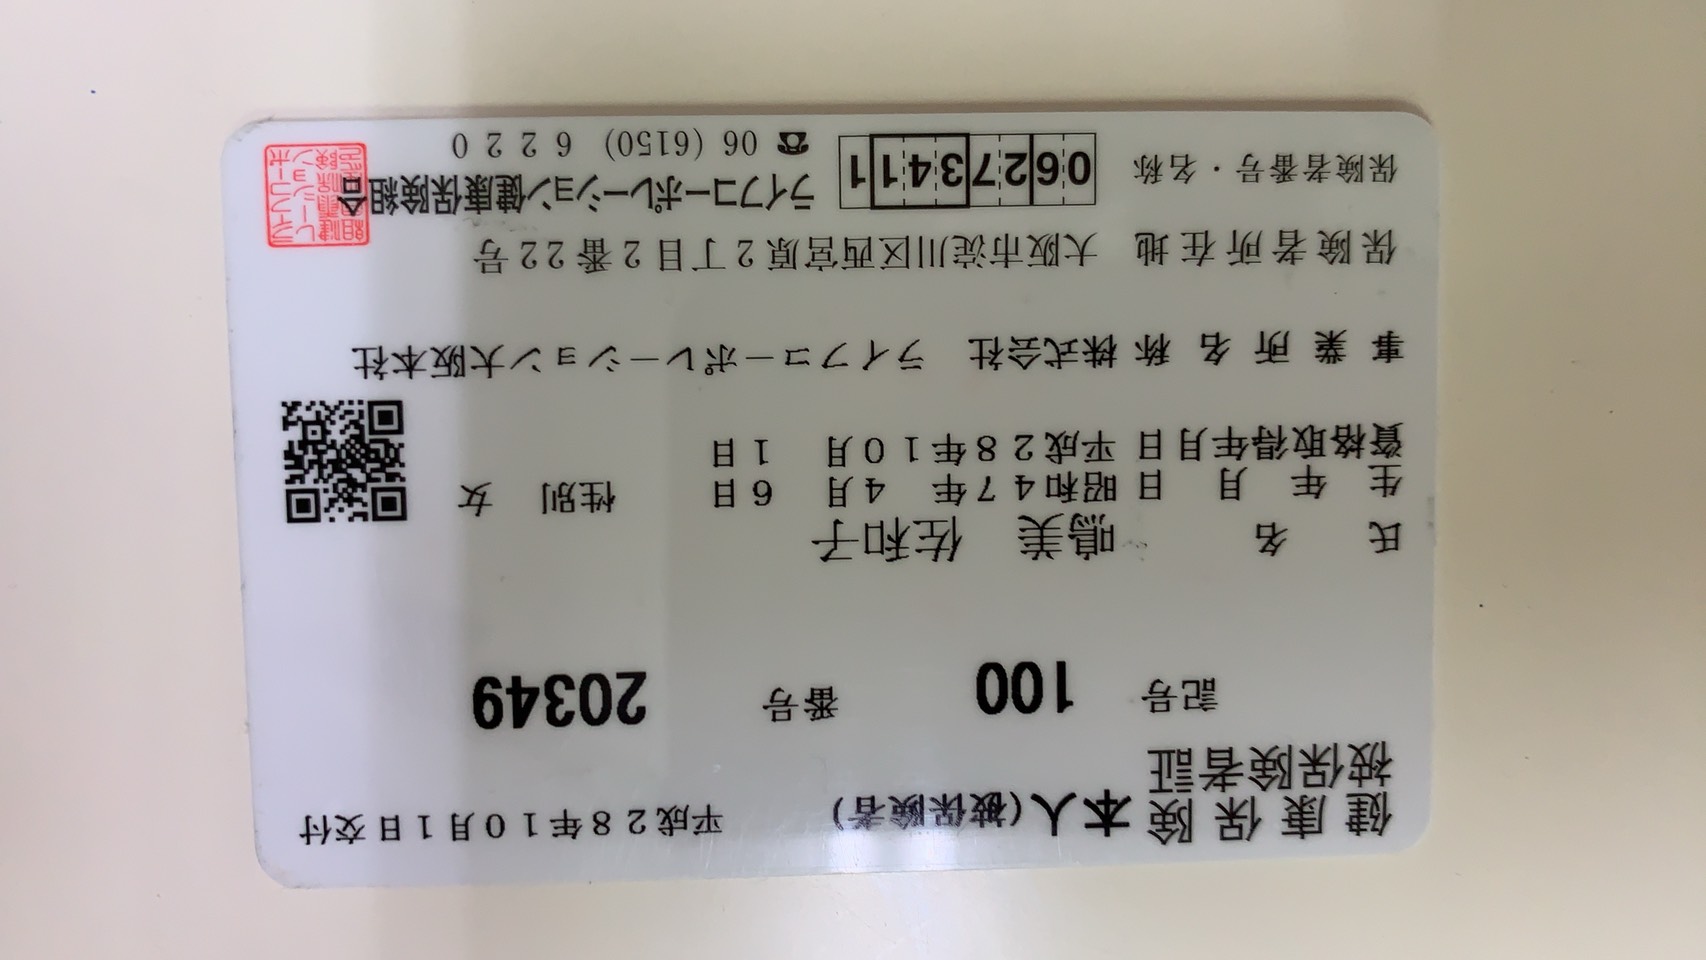 健康保険 本人(被保険者) 平成28年10月1日交付
被保険者証
記号 100 番号 20349
氏名 鳴美 佐和子
生年月日 昭和47年 4月 6日 性別 女
資格取得年月日 平成28年10月 1日
事業所名称 株式会社 ライフコーポレーション大阪本社
保険者所在地 大阪市淀川区西宮原2丁目2番22号
保険者番号・名称 06273411 ライフコーポレーション健康保険組合
☎ 06 (6150) 6220